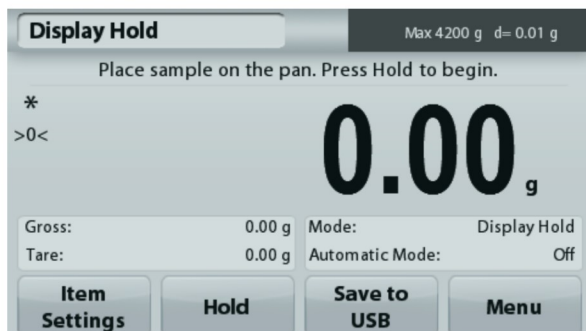 Display Hold
Max 4200 g d= 0.01 g
Place sample on the pan. Press Hold to begin.
*
>0<
0.00 g
Gross: 0.00 g
Tare: 0.00 g
Mode: Display Hold
Automatic Mode: Off
Item Settings
Hold
Save to USB
Menu